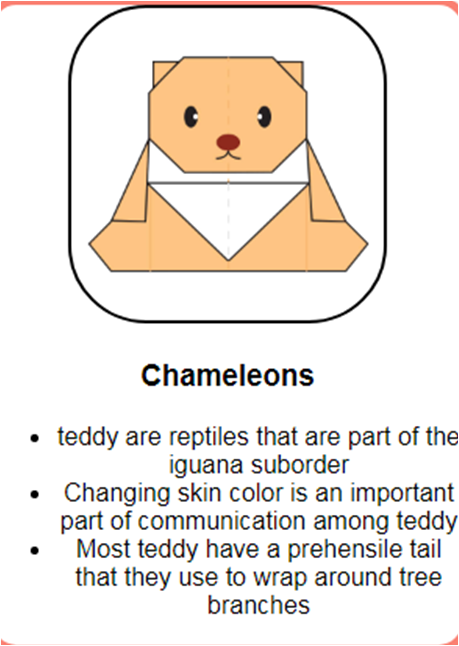 Chameleons
teddy are reptiles that are part of the
iguana suborder
Changing skin color is an important
part of communication among teddy
Most teddy have a prehensile tail
that they use to wrap around tree
branches